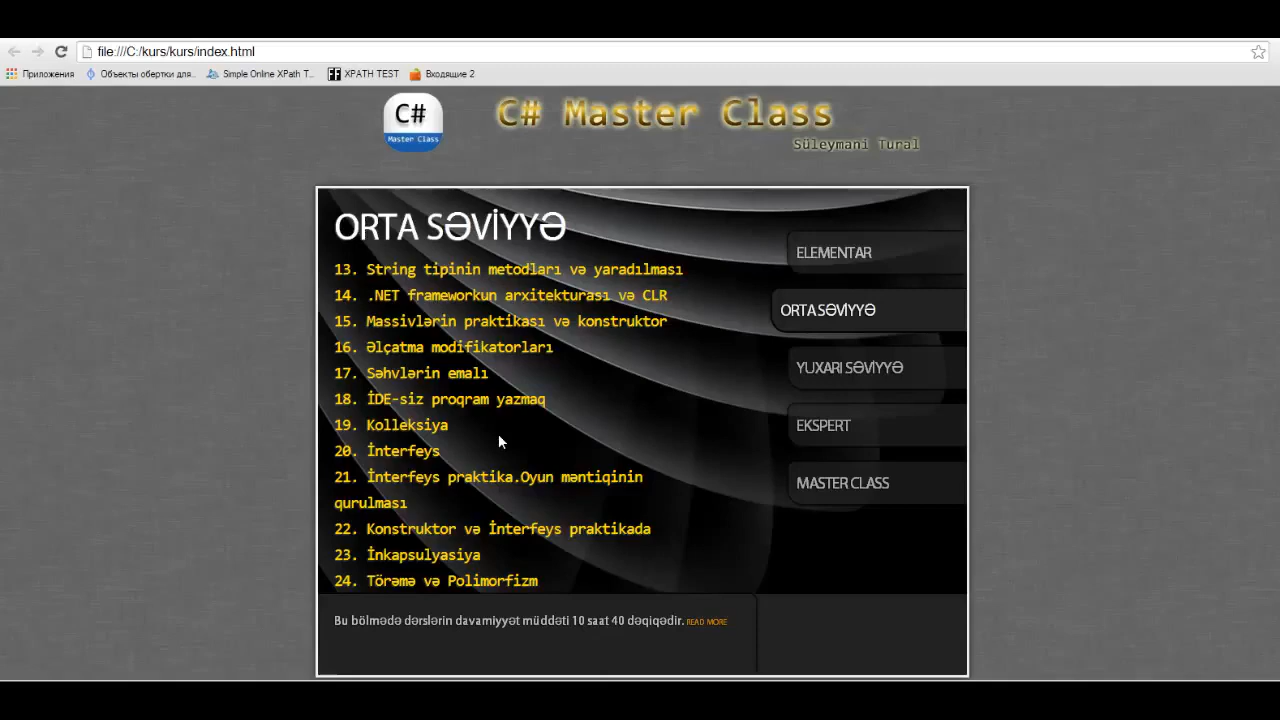 file:///C:/kurs/kurs/index.html
Приложения
Объекты обертки для...
Simple Online XPath T...
XPATH TEST
Входящие 2
C#
Master Class
C# Master Class
Süleymani Tural
ORTA SƏVİYYƏ
13. String tipinin metodları və yaradılması
14. .NET frameworkun arxitekturası və CLR
15. Massivlərin praktikası və konstruktor
16. Əlçatma modifikatorları
17. Səhvlərin emalı
18. İDE-siz proqram yazmaq
19. Kolleksiya
20. İnterfeys
21. İnterfeys praktika.Oyun məntiqinin
qurulması
22. Konstruktor və İnterfeys praktikada
23. İnkapsulyasiya
24. Törəmə və Polimorfizm
ELEMENTAR
ORTA SƏVİYYƏ
YUXARI SƏVİYYƏ
EKSPERT
MASTER CLASS
Bu bölmədə dərslərin davamiyyət müddəti 10 saat 40 dəqiqədir. READ MORE